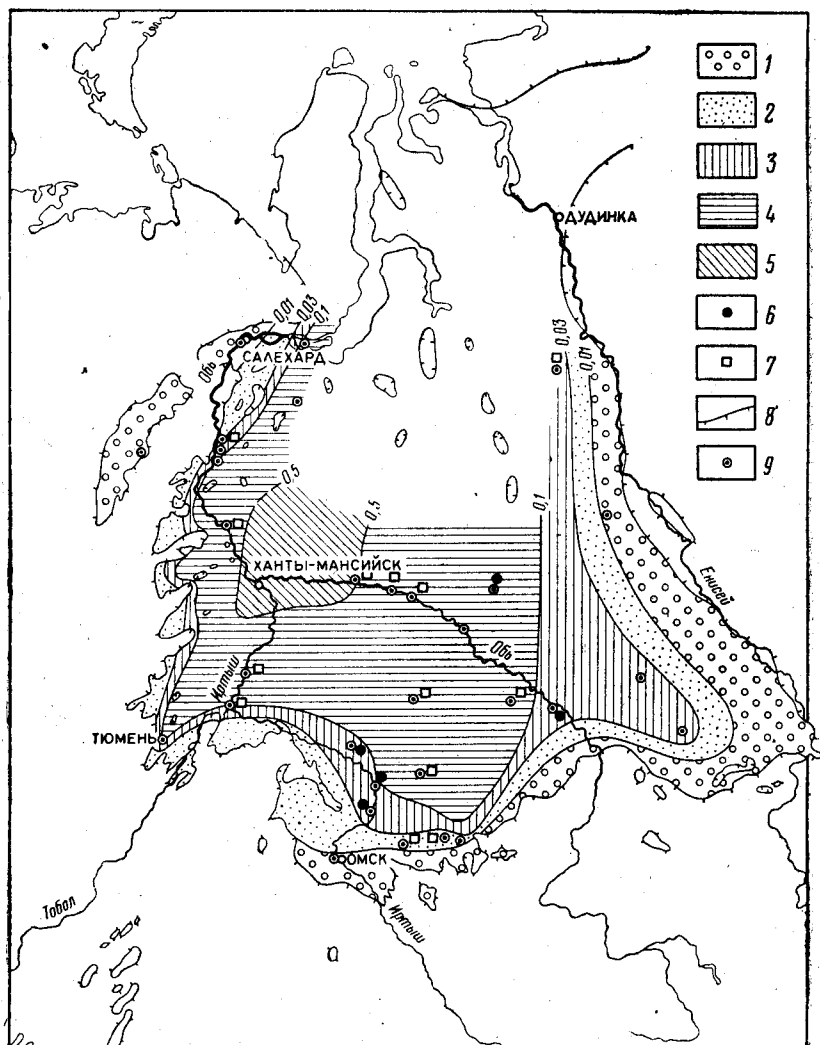 1
2
3
4
5
6
7
8
9
ДУДИНКА
0,01
0,03
0,1
САЛЕХАРД
Обь
0,03
0,01
0,1
0,5
0,5
ХАНТЫ-МАНСИЙСК
Енисей
Обь
Иртыш
ТЮМЕНЬ
ОМСК
Тобол
Иртыш